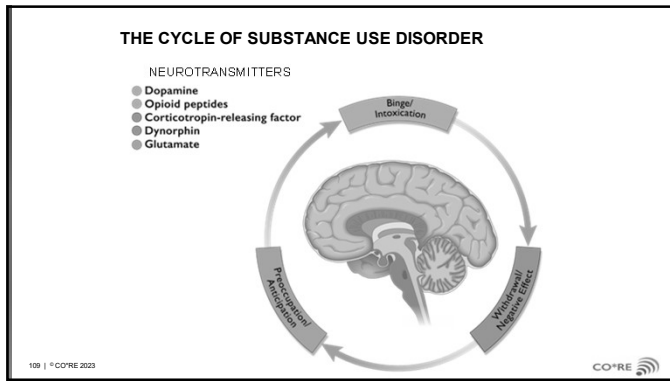 THE CYCLE OF SUBSTANCE USE DISORDER
NEUROTRANSMITTERS
Dopamine
Opioid peptides
Corticotropin-releasing factor
Dynorphin
Glutamate
Binge/
Intoxication
Withdrawal/
Negative Effect
Preoccupation/
Anticipation
109 | © CO*RE 2023
CO*RE